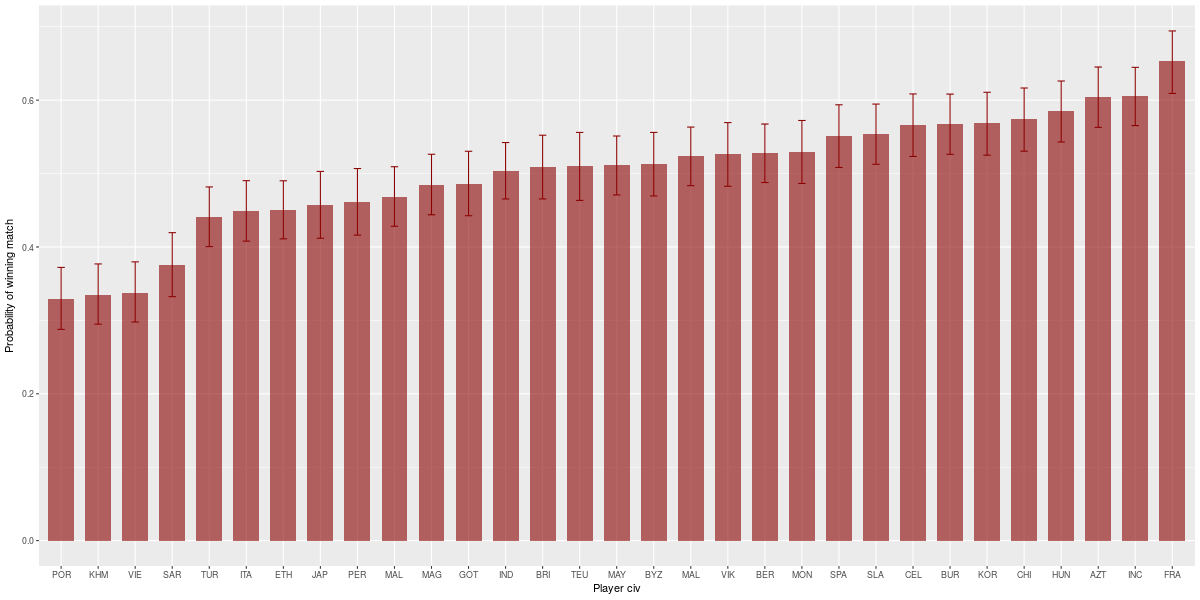 Probability of winning match
0.6
0.4
0.2
0.0
POR KHM VIE SAR TUR ITA ETH JAP PER MAL MAG GOT IND BRI TEU MAY BYZ MAL VIK BER MON SPA SLA CEL BUR KOR CHI HUN AZT INC FRA
Player civ